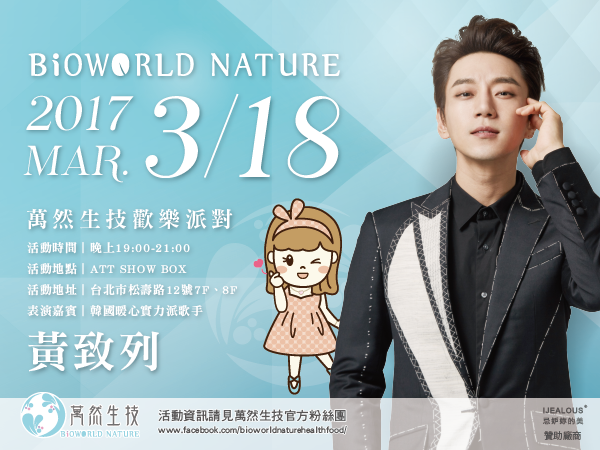 BiOWORLD NATURE
2017
MAR. 3/18
萬然生技歡樂派對
活動時間｜晚上19:00-21:00
活動地點｜ATT SHOW BOX
活動地址｜台北市松壽路12號7F、8F
表演嘉賓｜韓國暖心實力派歌手
黃致列
萬然生技
BIOWORLD NATURE
活動資訊請見萬然生技官方粉絲團
www.facebook.com/bioworldnaturehealthfood/
IJEALOUS
忌妒妳的美
贊助廠商